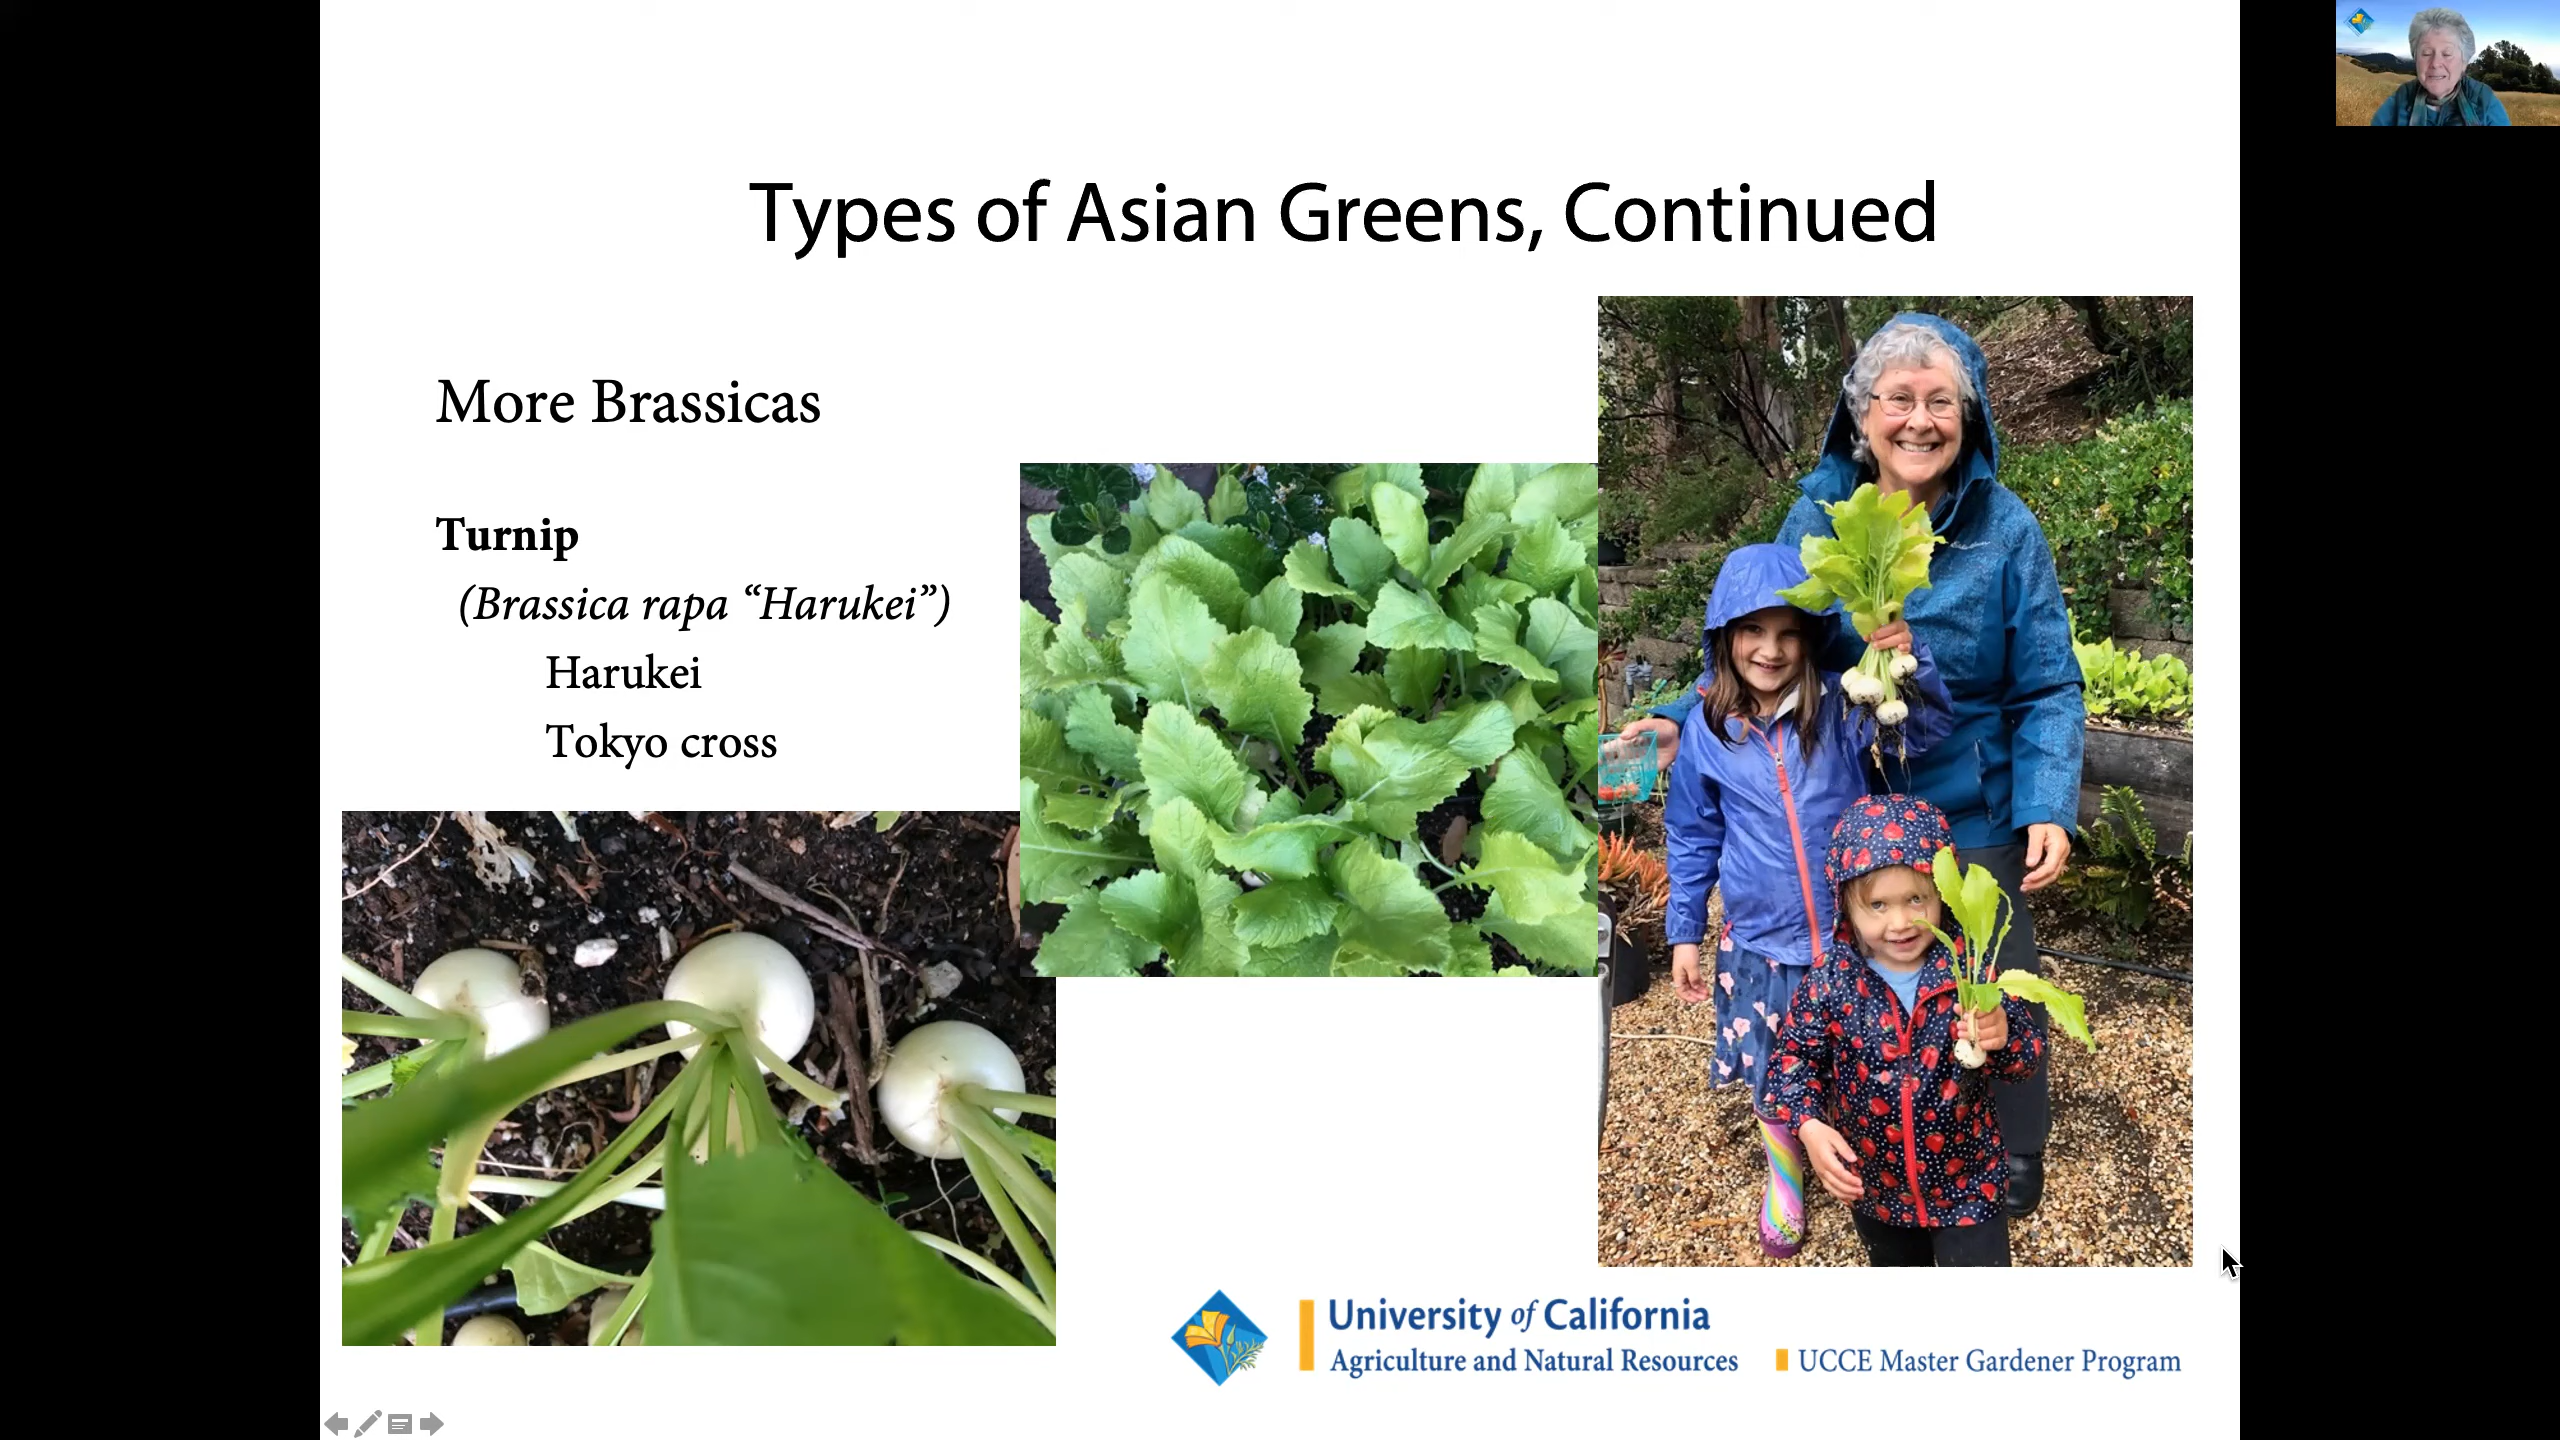 Types of Asian Greens, Continued
More Brassicas
Turnip
(Brassica rapa “Harukei”)
Harukei
Tokyo cross
University of California
Agriculture and Natural Resources
UCCE Master Gardener Program